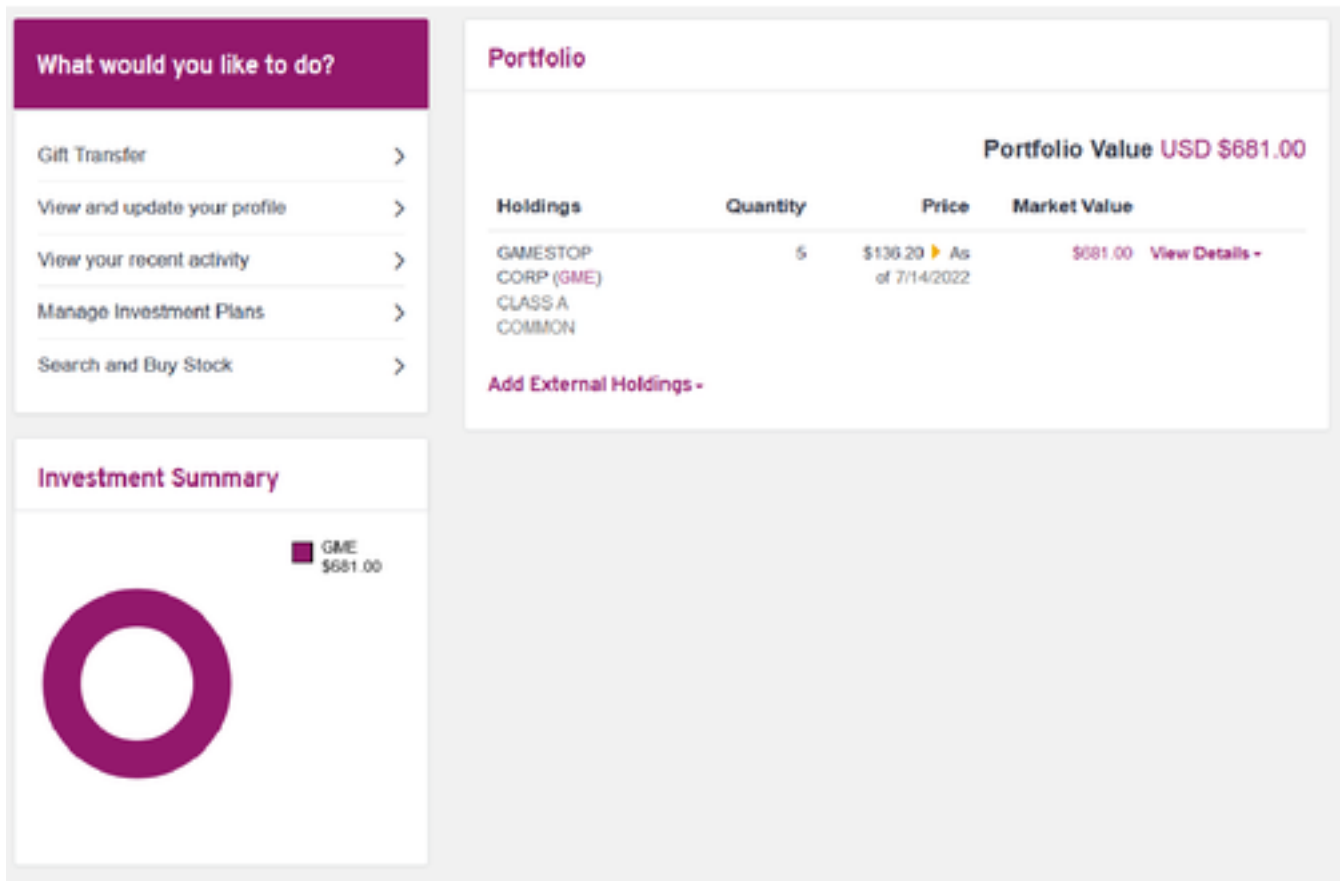 What would you like to do?
Gift Transfer
View and update your profile
View your recent activity
Manage Investment Plans
Search and Buy Stock
Portfolio
Portfolio Value USD $681.00
Holdings Quantity Price Market Value
GAMESTOP 5 $136.20 As $681.00 View Details
CORP (GME) of 7/14/2022
CLASS A
COMMON
Add External Holdings
Investment Summary
GME
$681.00